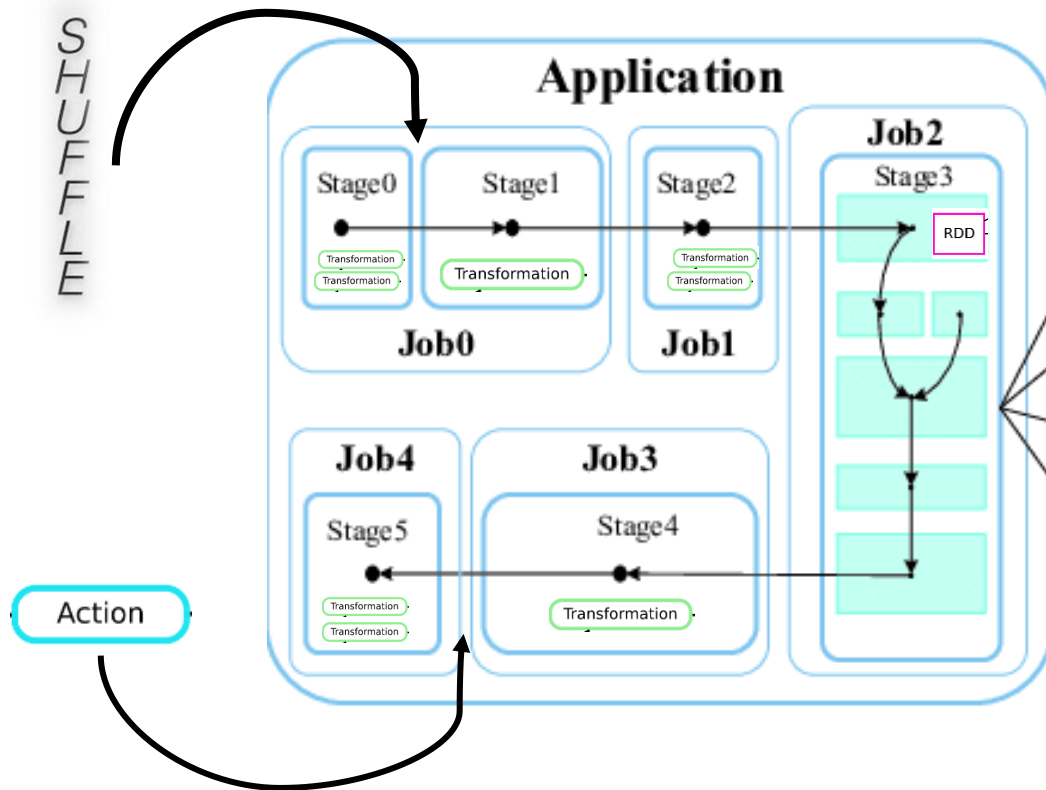 SHUFFLE
Application
Job0
Stage0
Transformation
Transformation
Stage1
Transformation
Job1
Stage2
Transformation
Transformation
Job2
Stage3
RDD
Job4
Stage5
Transformation
Transformation
Job3
Stage4
Transformation
Action